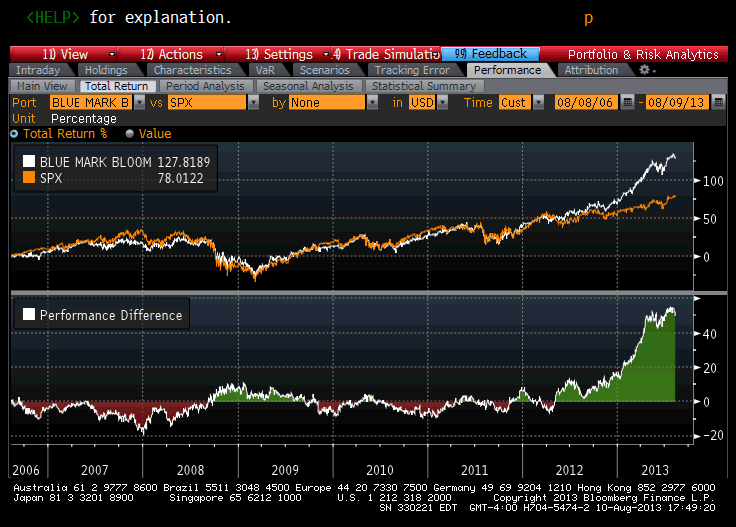 <HELP> for explanation. p
11) View 12) Actions 13) Settings 4) Trade Simulatio 99) Feedback Portfolio & Risk Analytics
Intraday Holdings Characteristics VaR Scenarios Tracking Error Performance Attribution
Main View Total Return Period Analysis Seasonal Analysis Statistical Summary
Port BLUE MARK B vs SPX by None in USD Time Cust 08/08/06 - 08/09/13
Unit Percentage
Total Return % Value
BLUE MARK BLOOM 127.8189
SPX 78.0122
100
50
0
Performance Difference
40
20
0
-20
2006 2007 2008 2009 2010 2011 2012 2013
Australia 61 2 9777 8600 Brazil 5511 3048 4500 Europe 44 20 7330 7500 Germany 49 69 9204 1210 Hong Kong 852 2977 6000
Japan 81 3 3201 8900 Singapore 65 6212 1000 U.S. 1 212 318 2000 Copyright 2013 Bloomberg Finance L.P.
SN 330221 EDT GMT-4:00 H704-5474-2 10-Aug-2013 17:49:20